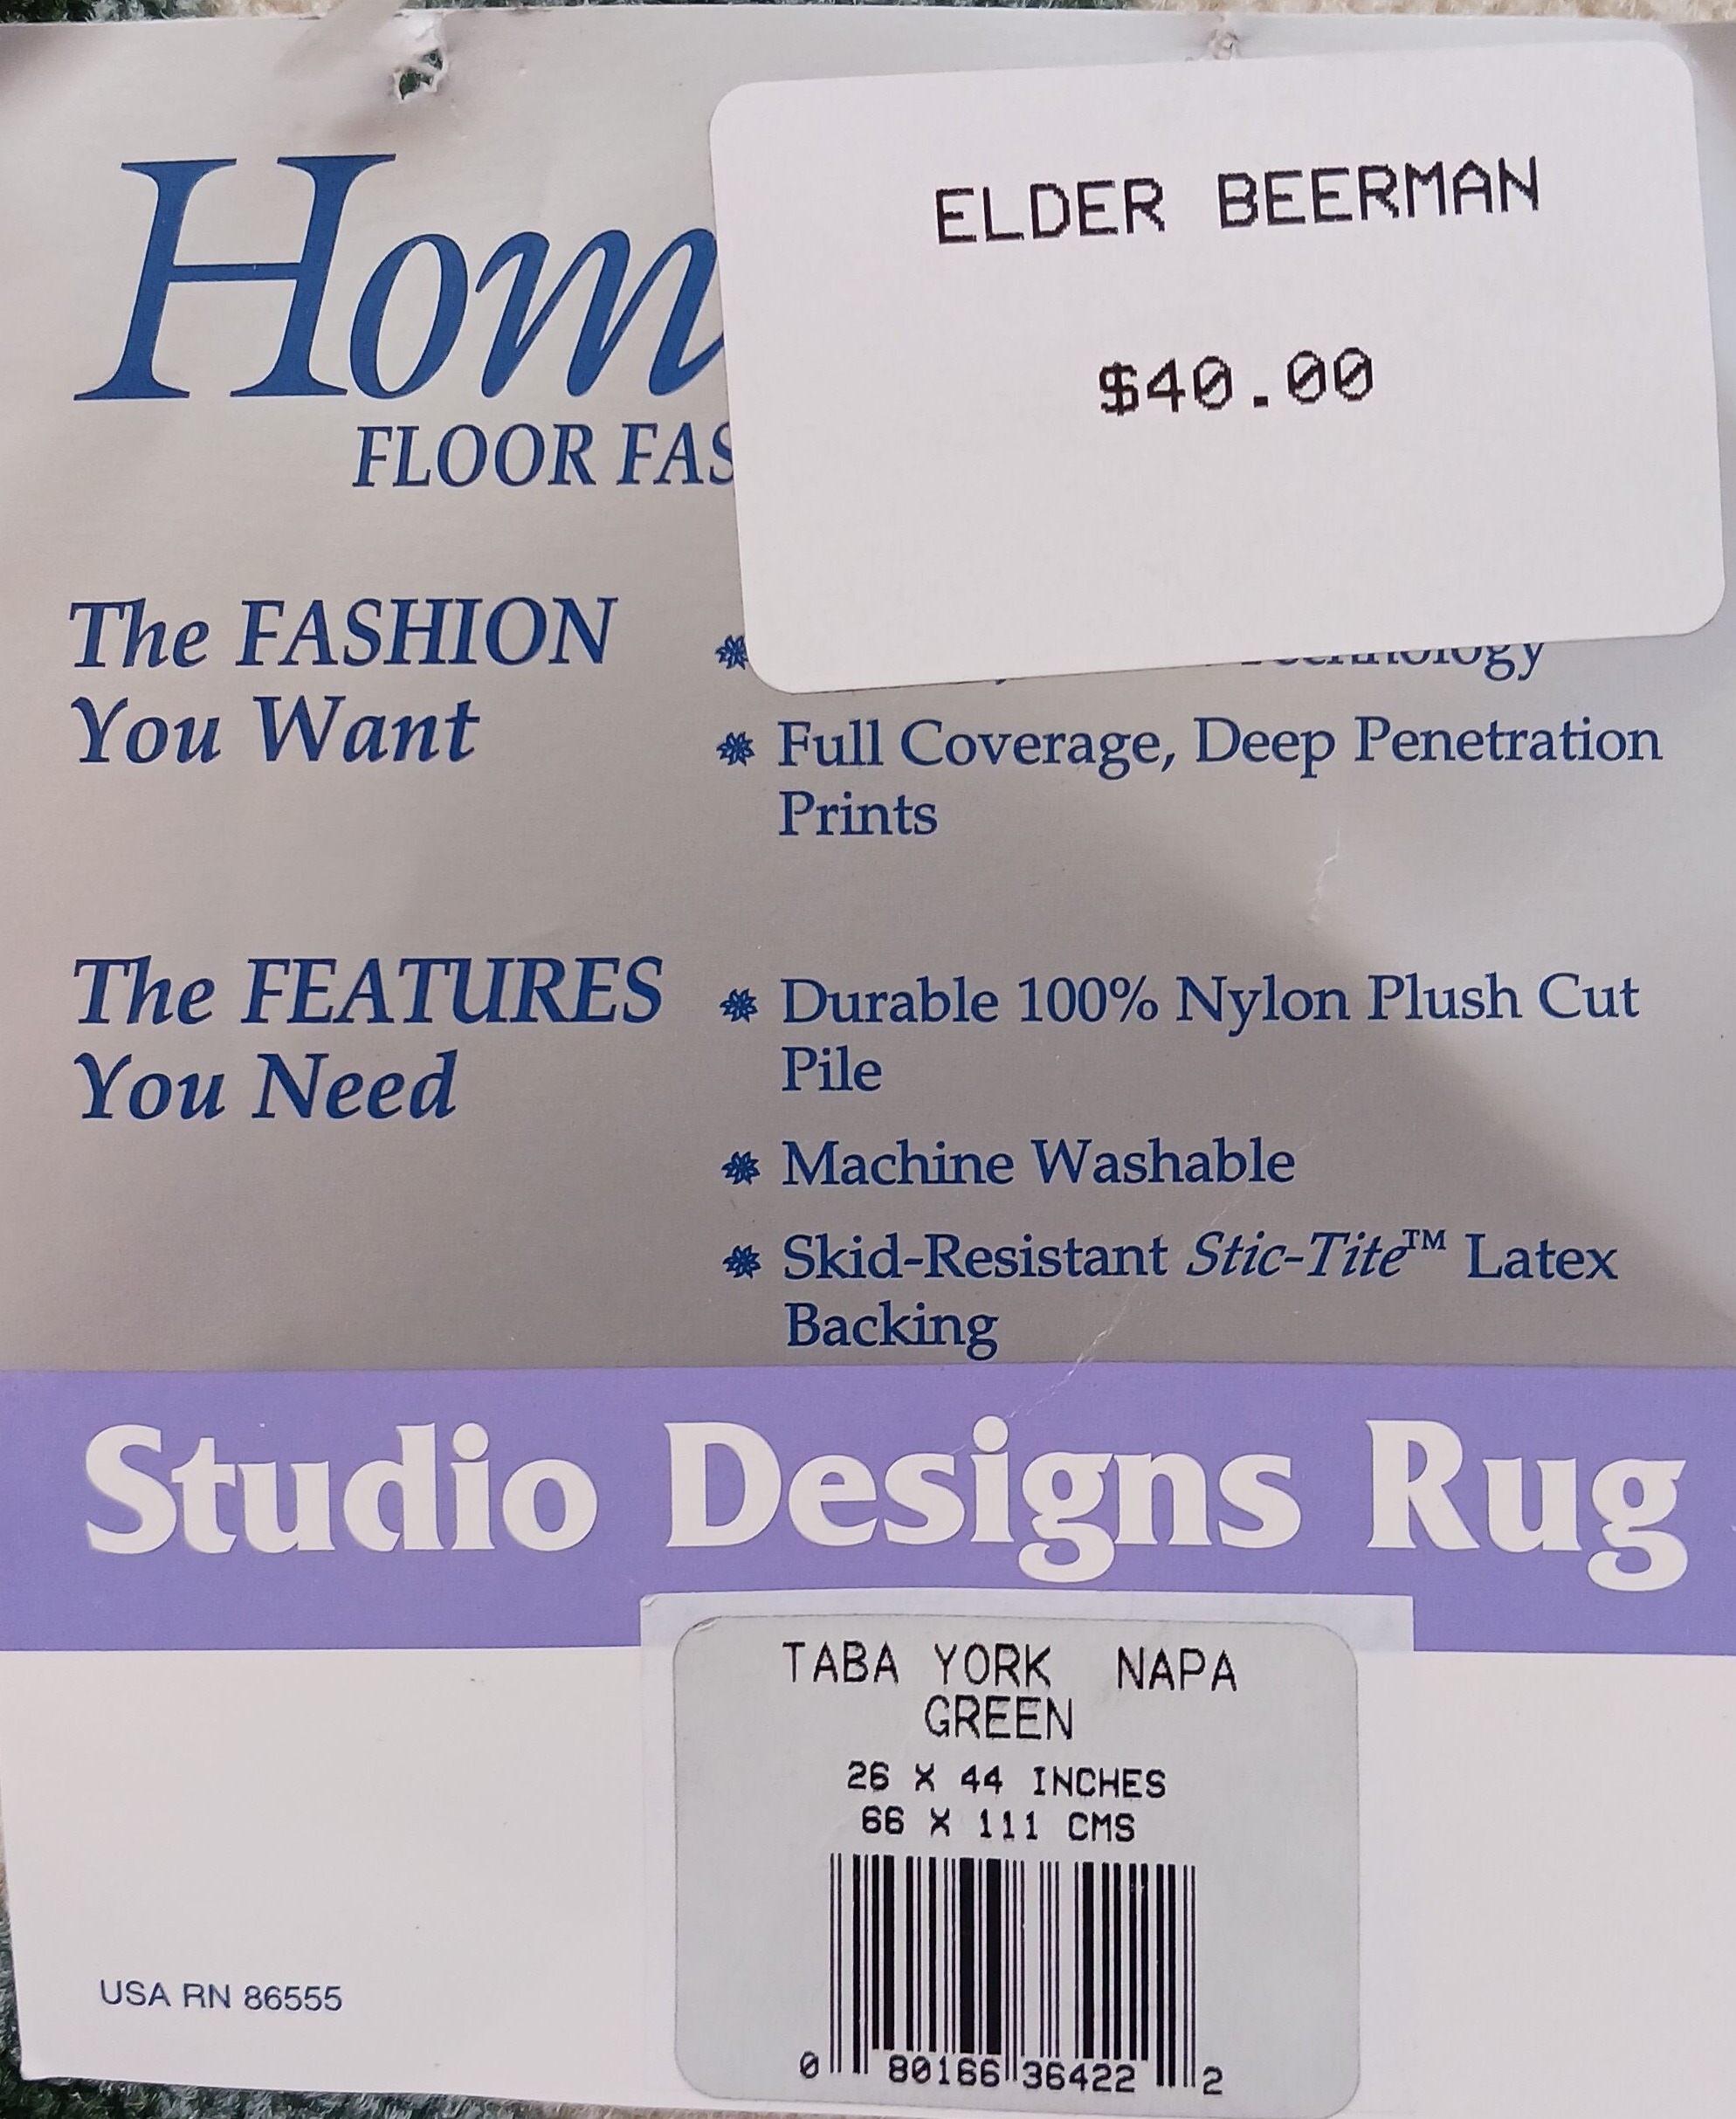 ELDER BEERMAN
$40.00
Hom
FLOOR FAS
The FASHION
You Want
Technology
Full Coverage, Deep Penetration
Prints
The FEATURES
You Need
Durable 100% Nylon Plush Cut
Pile
Machine Washable
Skid-Resistant Stic-Tite™ Latex
Backing
Studio Designs Rug
TABA YORK NAPA
GREEN
26 X 44 INCHES
66 X 111 CMS
0 80166 36422 2
USA RN 86555